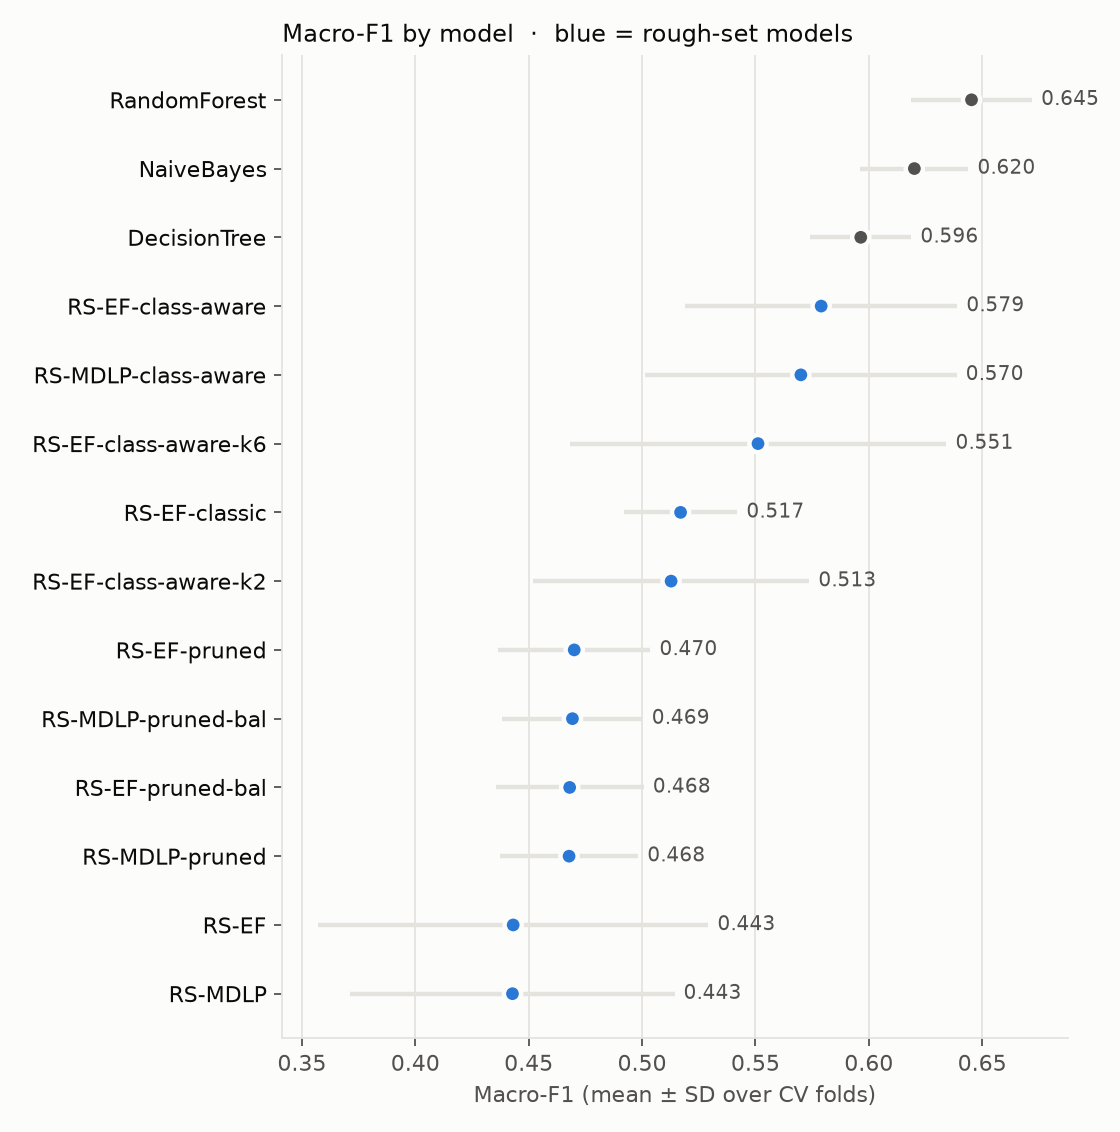 Macro-F1 by model · blue = rough-set models
RandomForest 0.645
NaiveBayes 0.620
DecisionTree 0.596
RS-EF-class-aware 0.579
RS-MDLP-class-aware 0.570
RS-EF-class-aware-k6 0.551
RS-EF-classic 0.517
RS-EF-class-aware-k2 0.513
RS-EF-pruned 0.470
RS-MDLP-pruned-bal 0.469
RS-EF-pruned-bal 0.468
RS-MDLP-pruned 0.468
RS-EF 0.443
RS-MDLP 0.443
0.35 0.40 0.45 0.50 0.55 0.60 0.65
Macro-F1 (mean ± SD over CV folds)